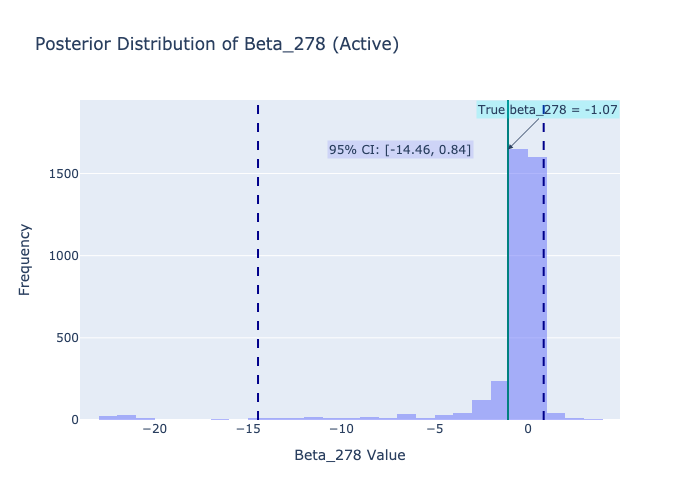 Posterior Distribution of Beta_278 (Active)
True beta_278 = -1.07
95% CI: [-14.46, 0.84]
1500
1000
500
0
−20
−15
−10
−5
0
Frequency
Beta_278 Value